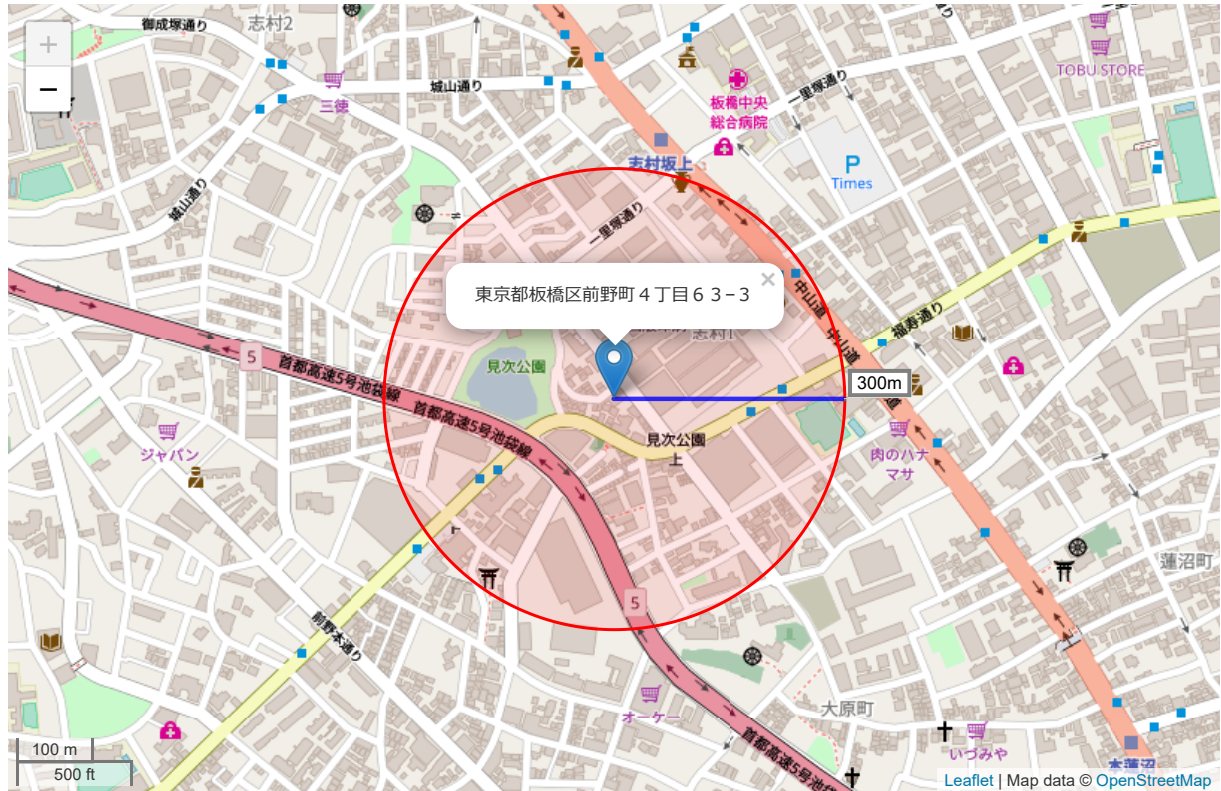 +
−
御成塚通り
志村2
三徳
城山通り
城山通り
板橋中央
総合病院
一里塚通り
TOBU STORE
志村坂上
P
Times
一里塚通り
東京都板橋区前野町４丁目６３−３
×
志村1
中山道
中山道
福寿通り
5
首都高速5号池袋線
首都高速5号池袋線
見次公園
300m
見次公園
上
ジャパン
肉のハナ
マサ
5
蓮沼町
前野本通り
オーケー
大原町
首都高速5号池袋線
いづみや
本蓮沼
100 m
500 ft
Leaflet | Map data © OpenStreetMap